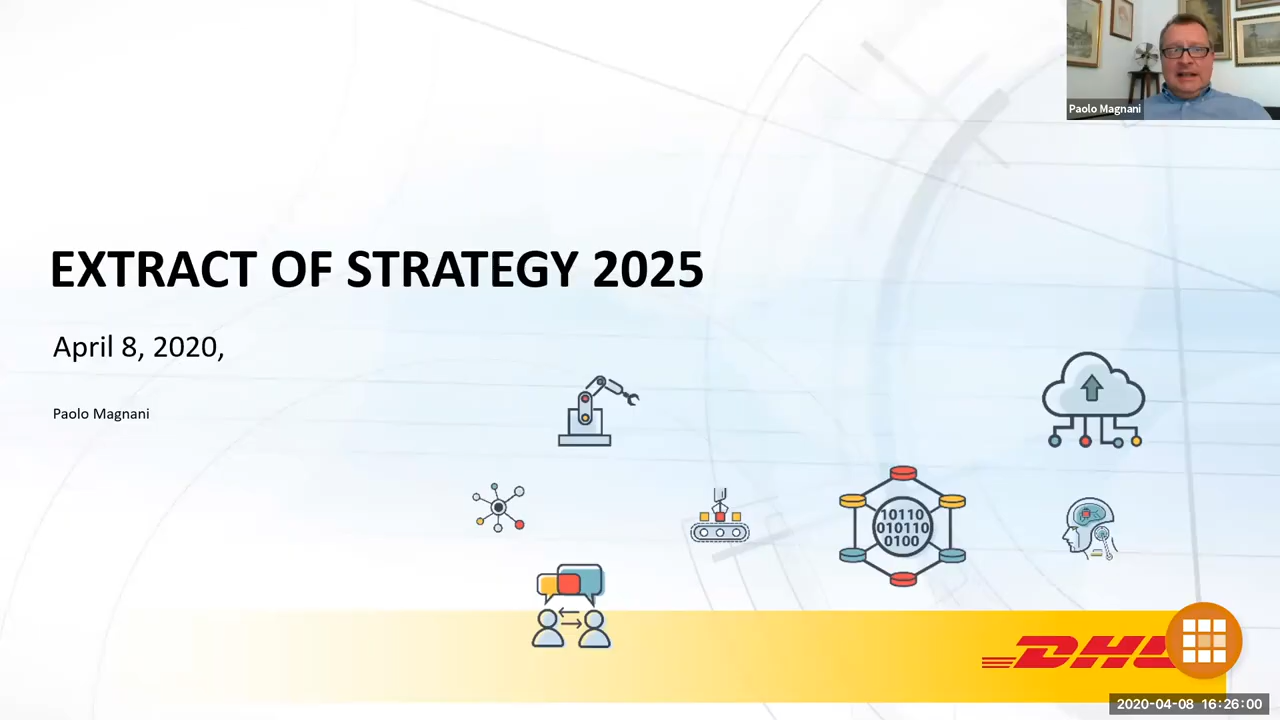 Paolo Magnani
EXTRACT OF STRATEGY 2025
April 8, 2020,
Paolo Magnani
10110
010110
0100
DHL
2020-04-08 16:26:00